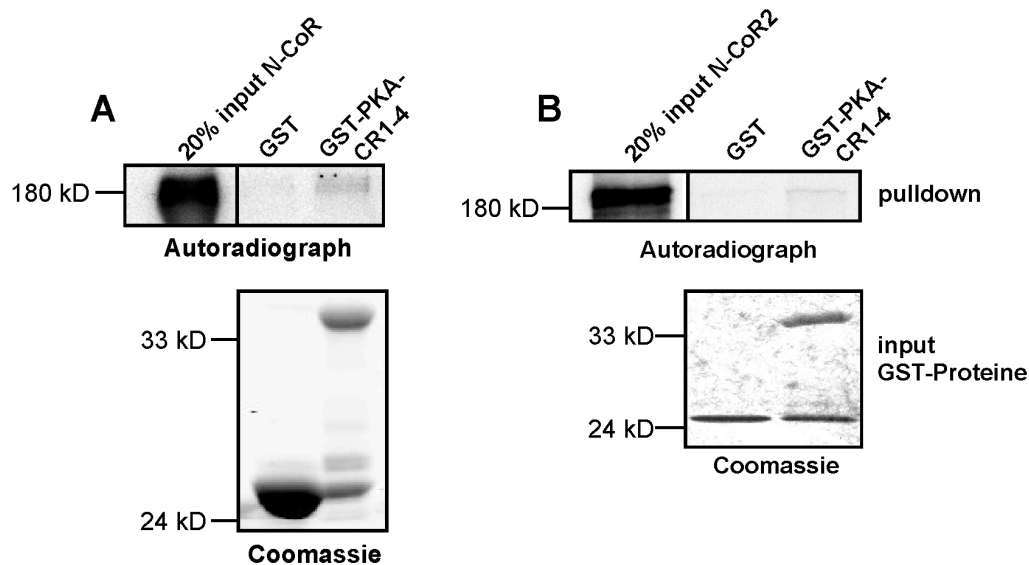 A
20% input N-CoR
GST
GST-PKA-
CR1-4
180 kD
Autoradiograph
33 kD
24 kD
Coomassie
B
20% input N-CoR2
GST
GST-PKA-
CR1-4
180 kD
pulldown
Autoradiograph
33 kD
24 kD
input
GST-Proteine
Coomassie